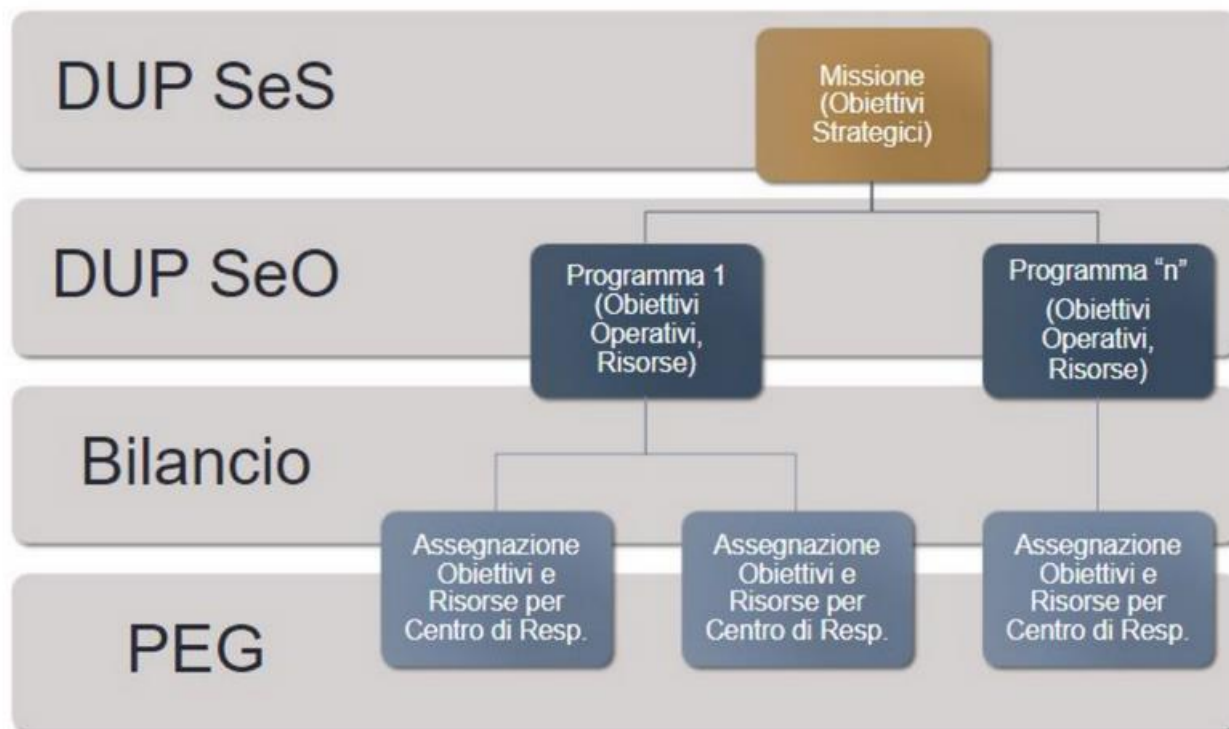 DUP SeS
Missione
(Obiettivi
Strategici)
DUP SeO
Programma 1
(Obiettivi
Operativi,
Risorse)
Programma “n”
(Obiettivi
Operativi,
Risorse)
Bilancio
Assegnazione
Obiettivi e
Risorse per
Centro di Resp.
Assegnazione
Obiettivi e
Risorse per
Centro di Resp.
Assegnazione
Obiettivi e
Risorse per
Centro di Resp.
PEG